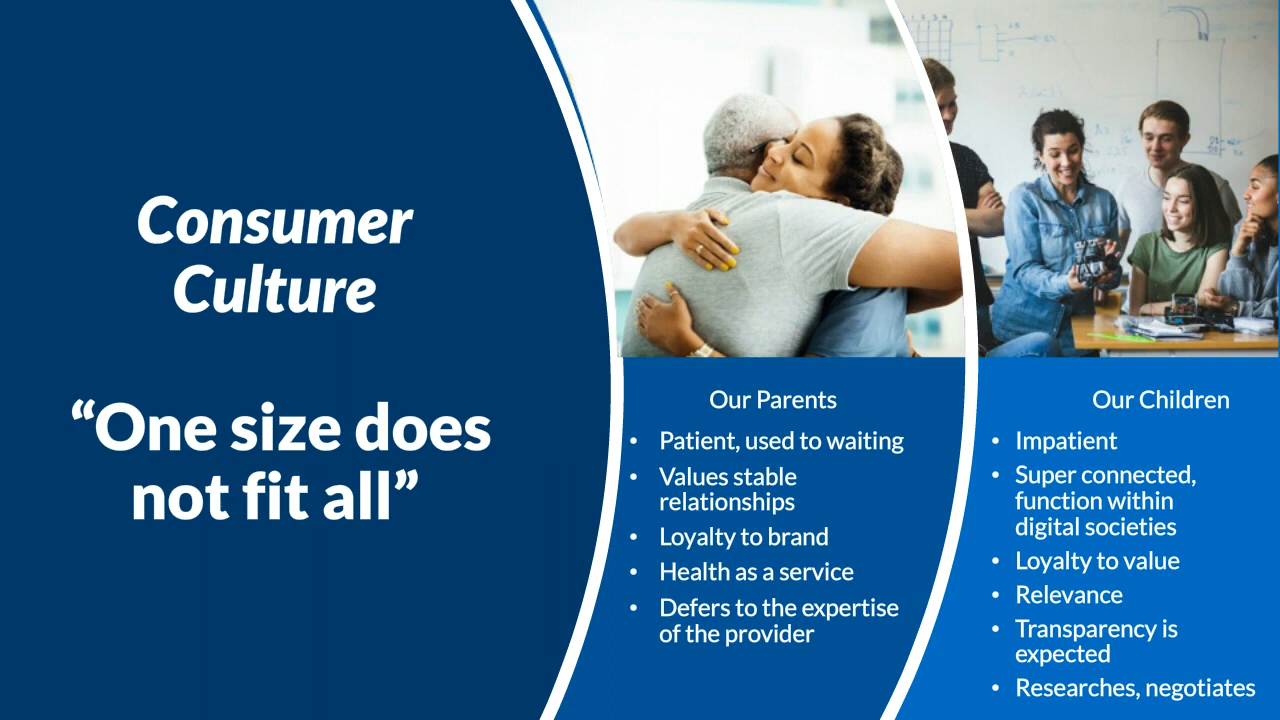 Consumer
Culture
“One size does
not fit all”
Our Parents
• Patient, used to waiting
• Values stable
relationships
• Loyalty to brand
• Health as a service
• Defers to the expertise
of the provider
Our Children
• Impatient
• Super connected,
function within
digital societies
• Loyalty to value
• Relevance
• Transparency is
expected
• Researches, negotiates